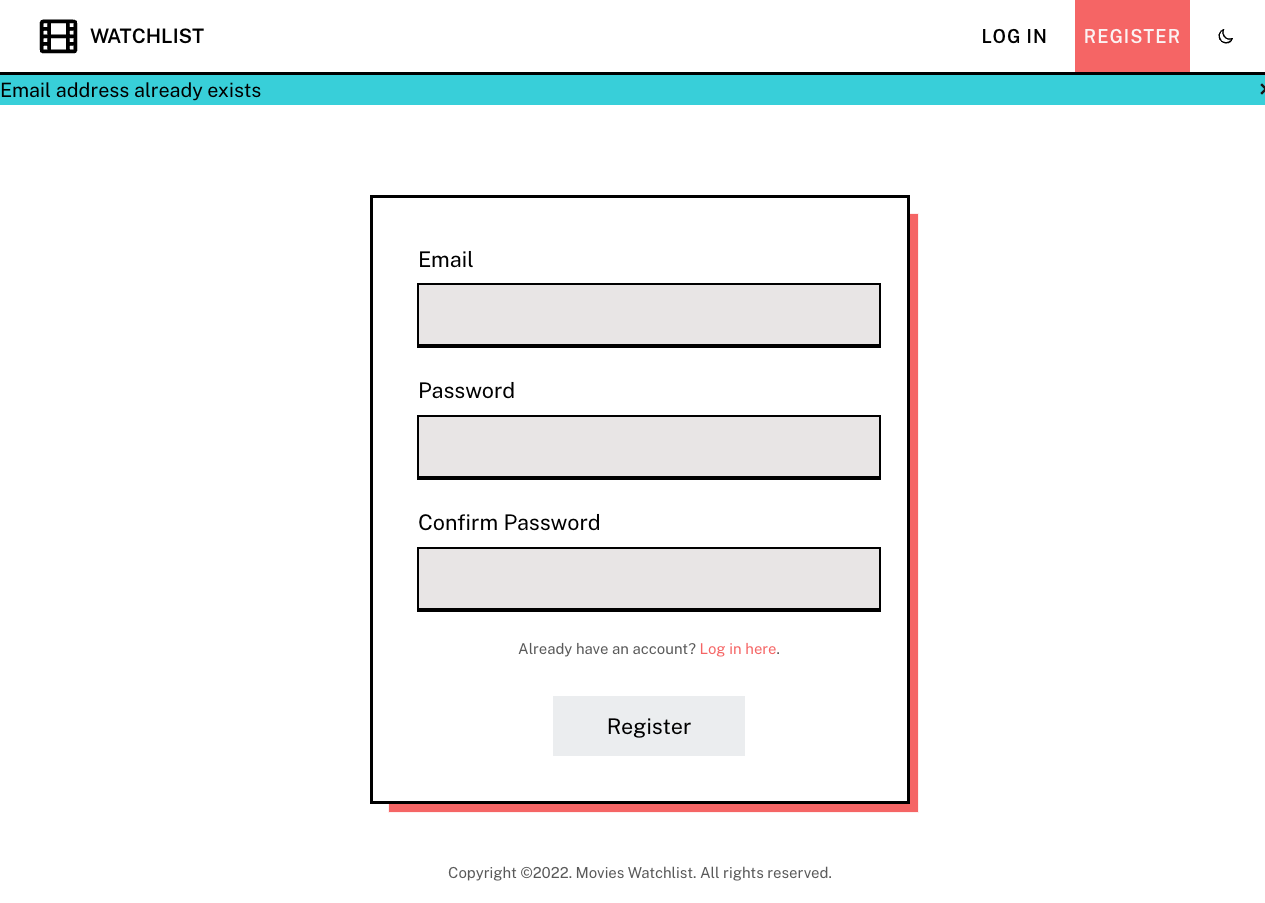 WATCHLIST
LOG IN
REGISTER
Email address already exists
Email
Password
Confirm Password
Already have an account? Log in here.
Register
Copyright ©2022. Movies Watchlist. All rights reserved.